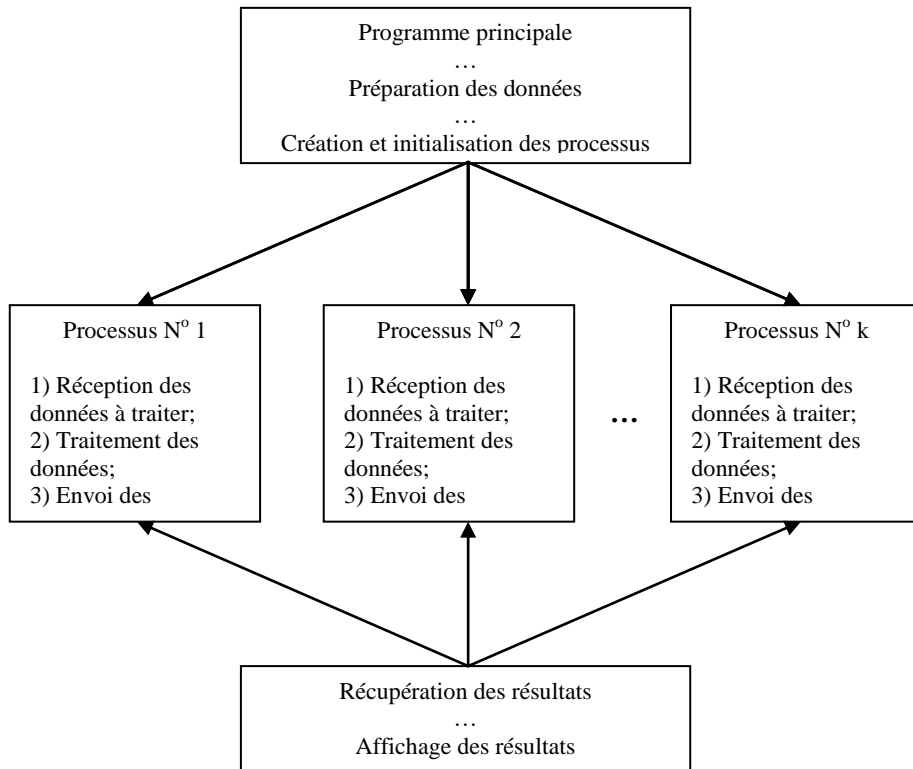 Programme principale
…
Préparation des données
…
Création et initialisation des processus
Processus Nº 1
1) Réception des
données à traiter;
2) Traitement des
données;
3) Envoi des
Processus Nº 2
1) Réception des
données à traiter;
2) Traitement des
données;
3) Envoi des
...
Processus Nº k
1) Réception des
données à traiter;
2) Traitement des
données;
3) Envoi des
Récupération des résultats
…
Affichage des résultats